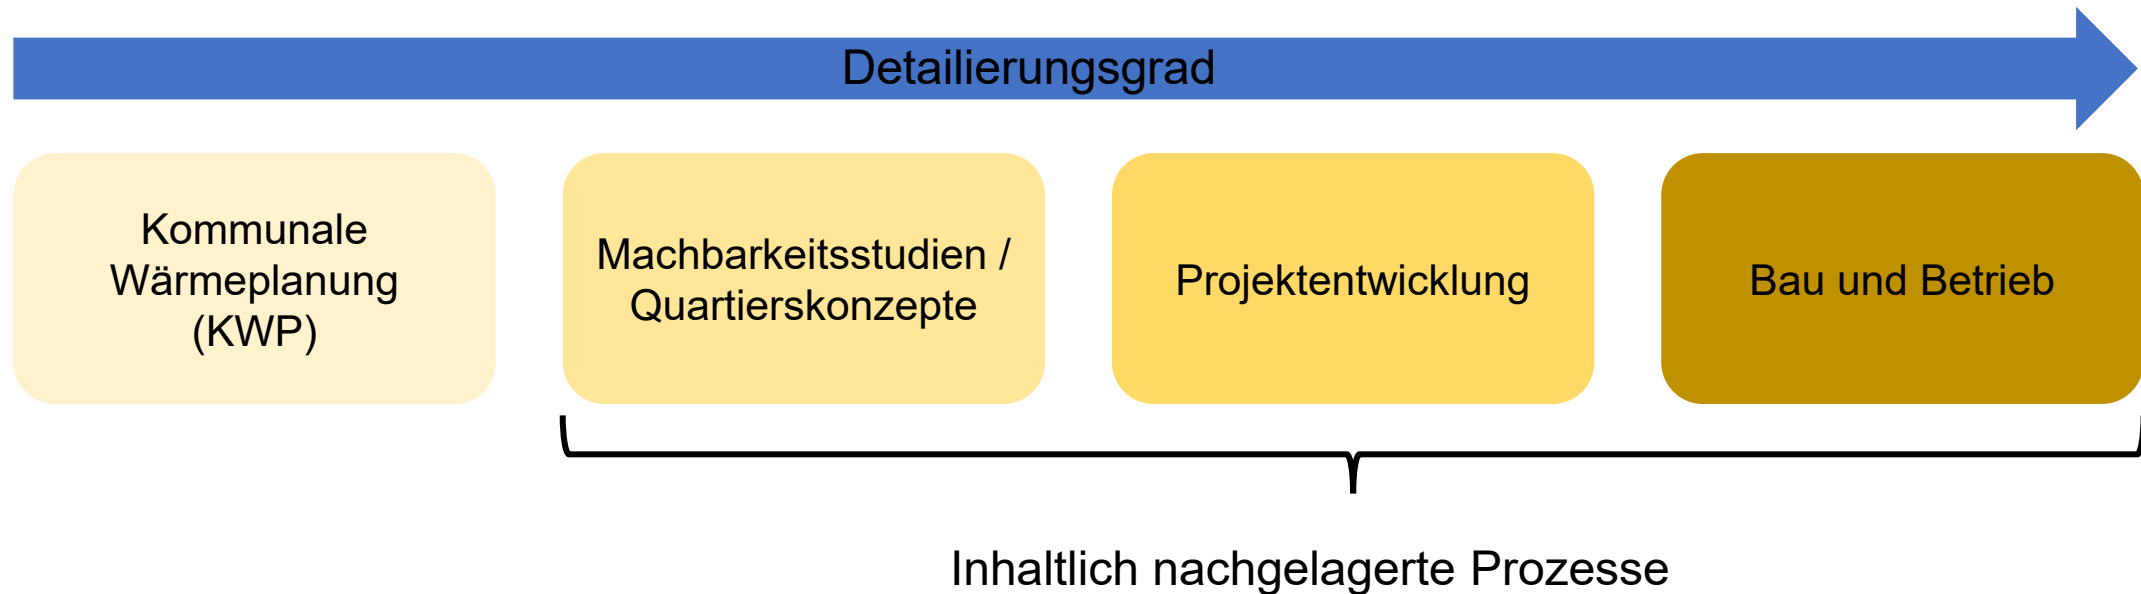 Detailierungsgrad
Kommunale
Wärmeplanung
(KWP)
Machbarkeitsstudien /
Quartierskonzepte
Projektentwicklung
Bau und Betrieb
Inhaltlich nachgelagerte Prozesse